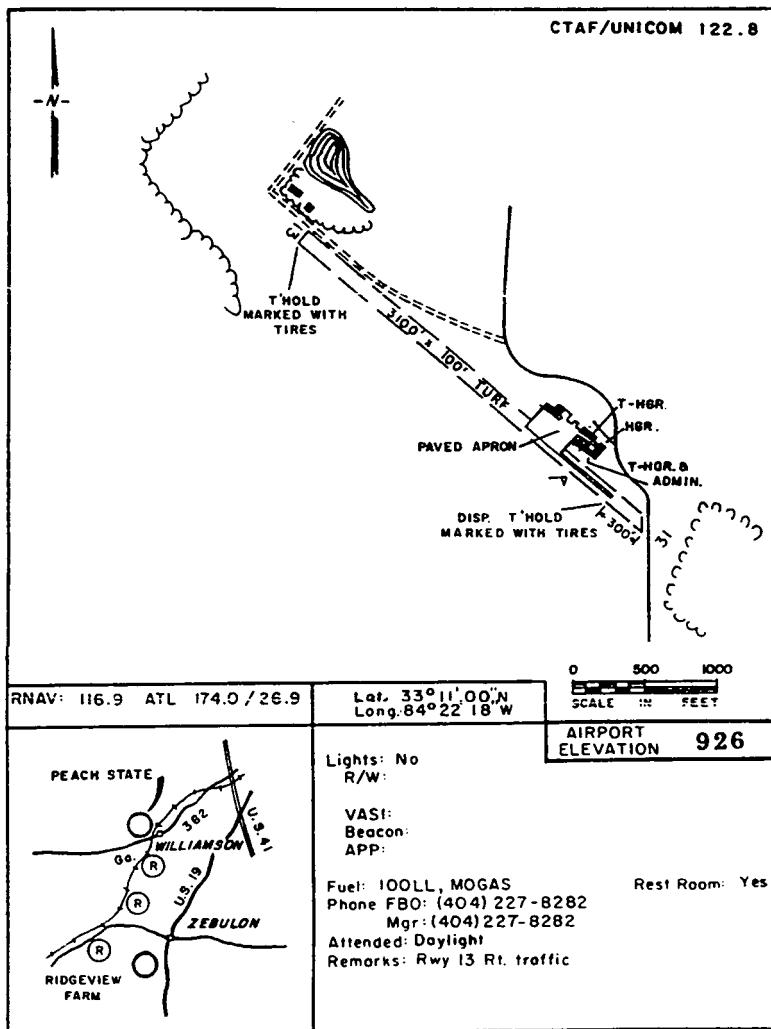 CTAF/UNICOM 122.8
-N-
13
T'HOLD
MARKED WITH
TIRES
3100' x 100'
TURF
T-HGR.
HGR.
PAVED APRON
T-HGR. &
ADMIN.
DISP. T'HOLD
MARKED WITH TIRES
300'
31
0 500 1000
SCALE IN FEET
RNAV: 116.9 ATL 174.0/26.9
Lat. 33°11'00"N
Long. 84°22'18"W
AIRPORT
ELEVATION 926
PEACH STATE
362
U.S. 41
WILLIAMSON
Ga.
R
U.S. 19
R
ZEBULON
R
RIDGEVIEW
FARM
Lights: No
R/W:
VASI:
Beacon:
APP:
Fuel: 100LL, MOGAS Rest Room: Yes
Phone FBO: (404) 227-8282
Mgr: (404) 227-8282
Attended: Daylight
Remarks: Rwy 13 Rt. traffic